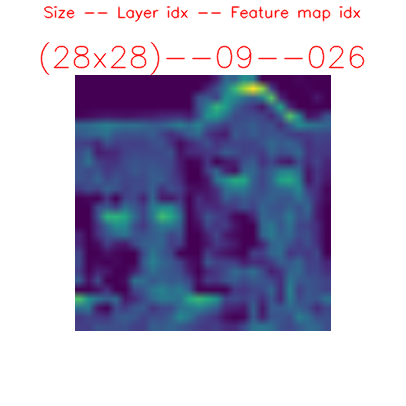 Size -- Layer idx -- Feature map idx
(28x28)--09--026